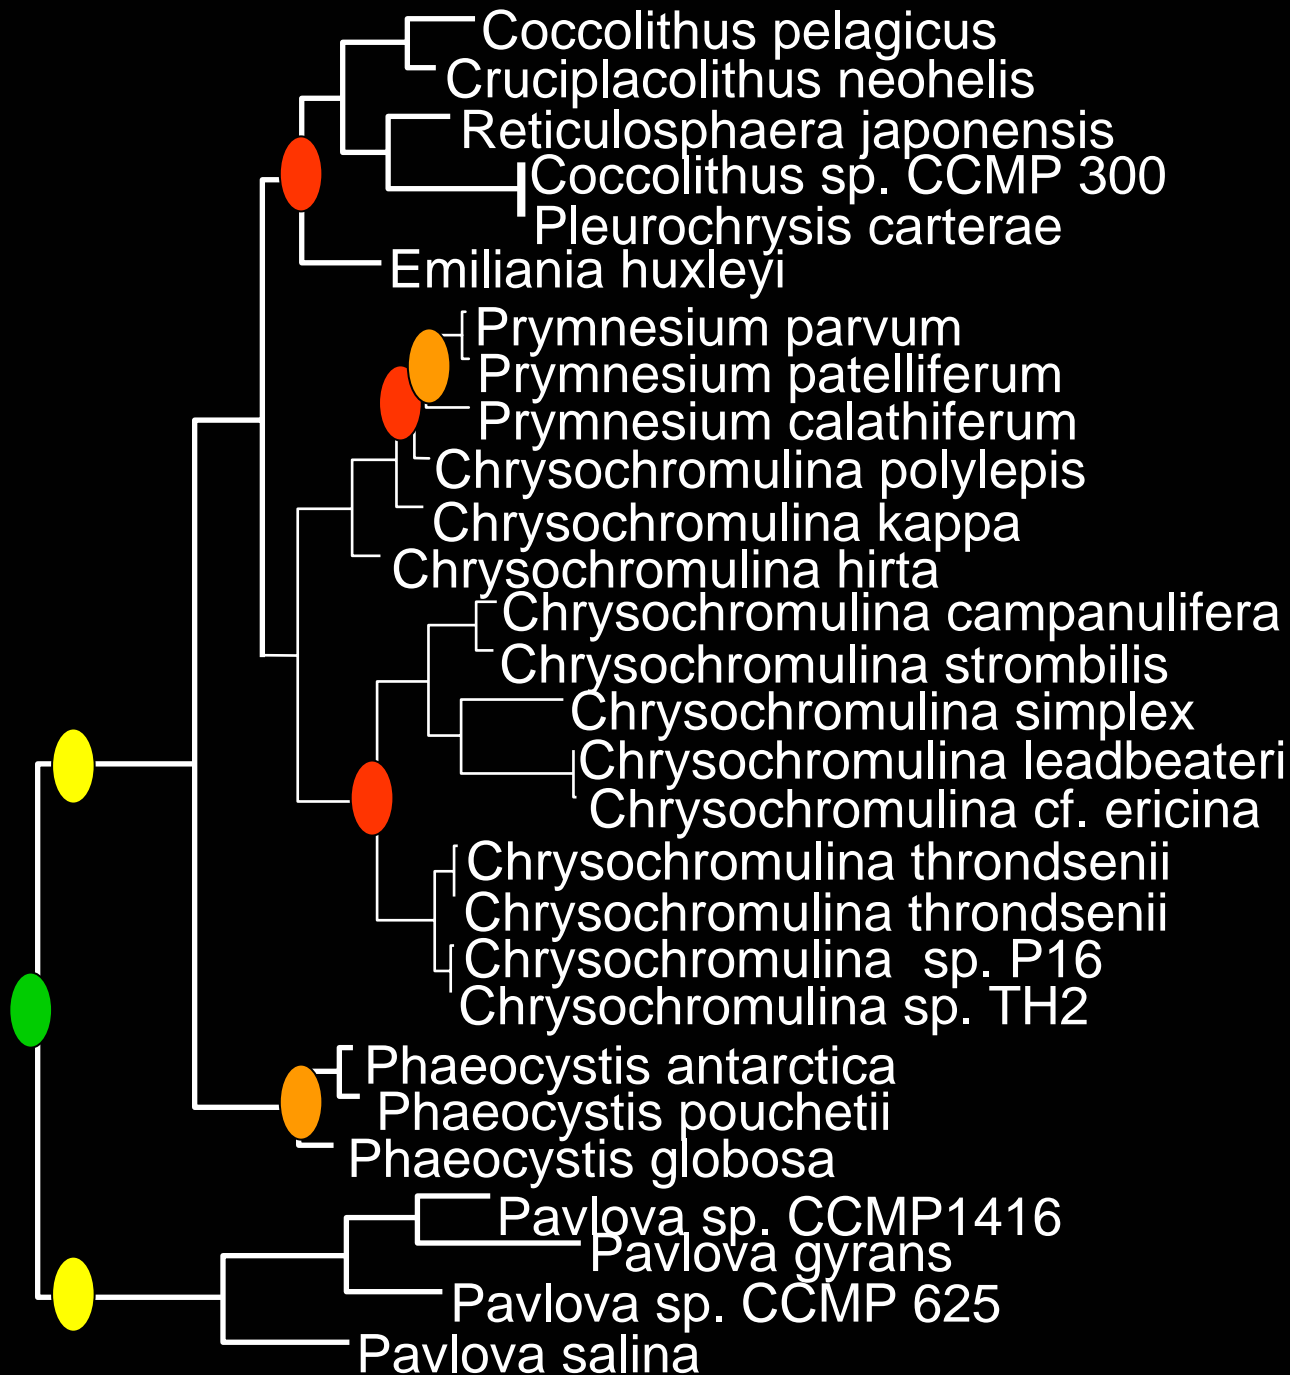 Coccolithus pelagicus
Cruciplacolithus neohelis
Reticulosphaera japonensis
Coccolithus sp. CCMP 300
Pleurochrysis carterae
Emiliania huxleyi
Prymnesium parvum
Prymnesium patelliferum
Prymnesium calathiferum
Chrysochromulina polylepis
Chrysochromulina kappa
Chrysochromulina hirta
Chrysochromulina campanulifera
Chrysochromulina strombilis
Chrysochromulina simplex
Chrysochromulina leadbeateri
Chrysochromulina cf. ericina
Chrysochromulina throndsenii
Chrysochromulina throndsenii
Chrysochromulina  sp. P16
Chrysochromulina sp. TH2
Phaeocystis antarctica
Phaeocystis pouchetii
Phaeocystis globosa
Pavlova sp. CCMP1416
Pavlova gyrans
Pavlova sp. CCMP 625
Pavlova salina